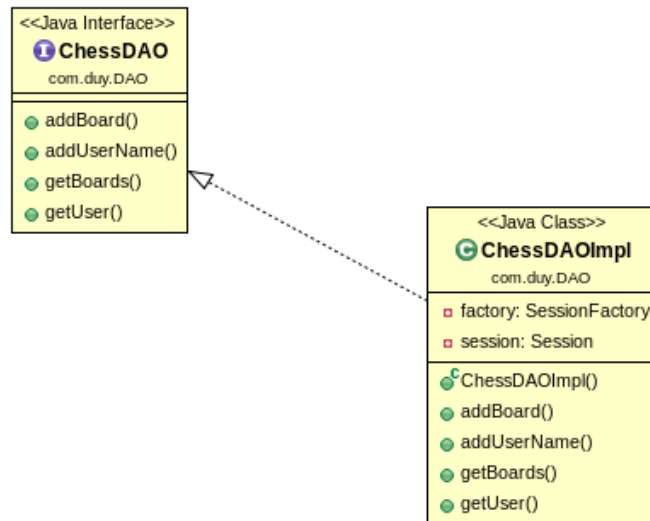 <<Java Interface>>
I ChessDAO
com.duy.DAO
addBoard()
addUserName()
getBoards()
getUser()
<<Java Class>>
C ChessDAOImpl
com.duy.DAO
factory: SessionFactory
session: Session
C ChessDAOImpl()
addBoard()
addUserName()
getBoards()
getUser()